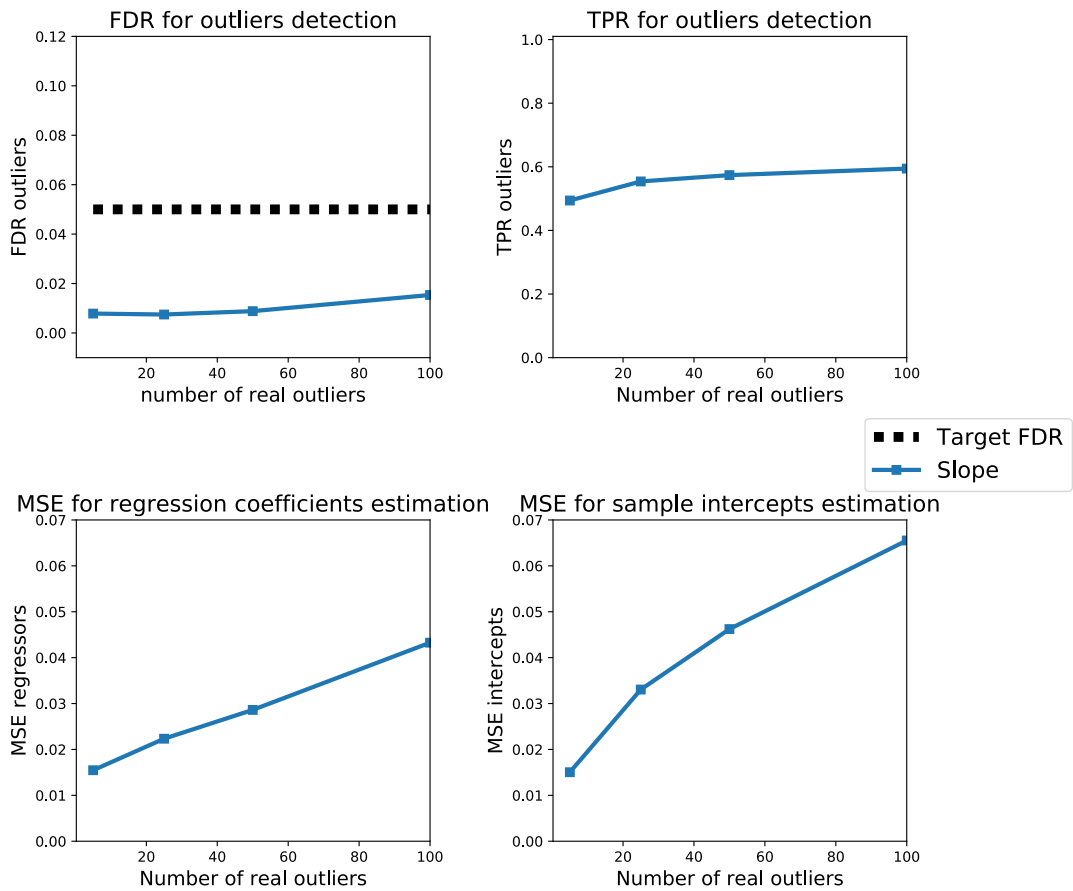 FDR for outliers detection
0.12
0.10
0.08
0.06
0.04
0.02
0.00
FDR outliers
20 40 60 80 100
number of real outliers
TPR for outliers detection
1.0
0.8
0.6
0.4
0.2
0.0
TPR outliers
20 40 60 80 100
Number of real outliers
Target FDR
Slope
MSE for regression coefficients estimation
0.07
0.06
0.05
0.04
0.03
0.02
0.01
0.00
MSE regressors
20 40 60 80 100
Number of real outliers
MSE for sample intercepts estimation
0.07
0.06
0.05
0.04
0.03
0.02
0.01
0.00
MSE intercepts
20 40 60 80 100
Number of real outliers